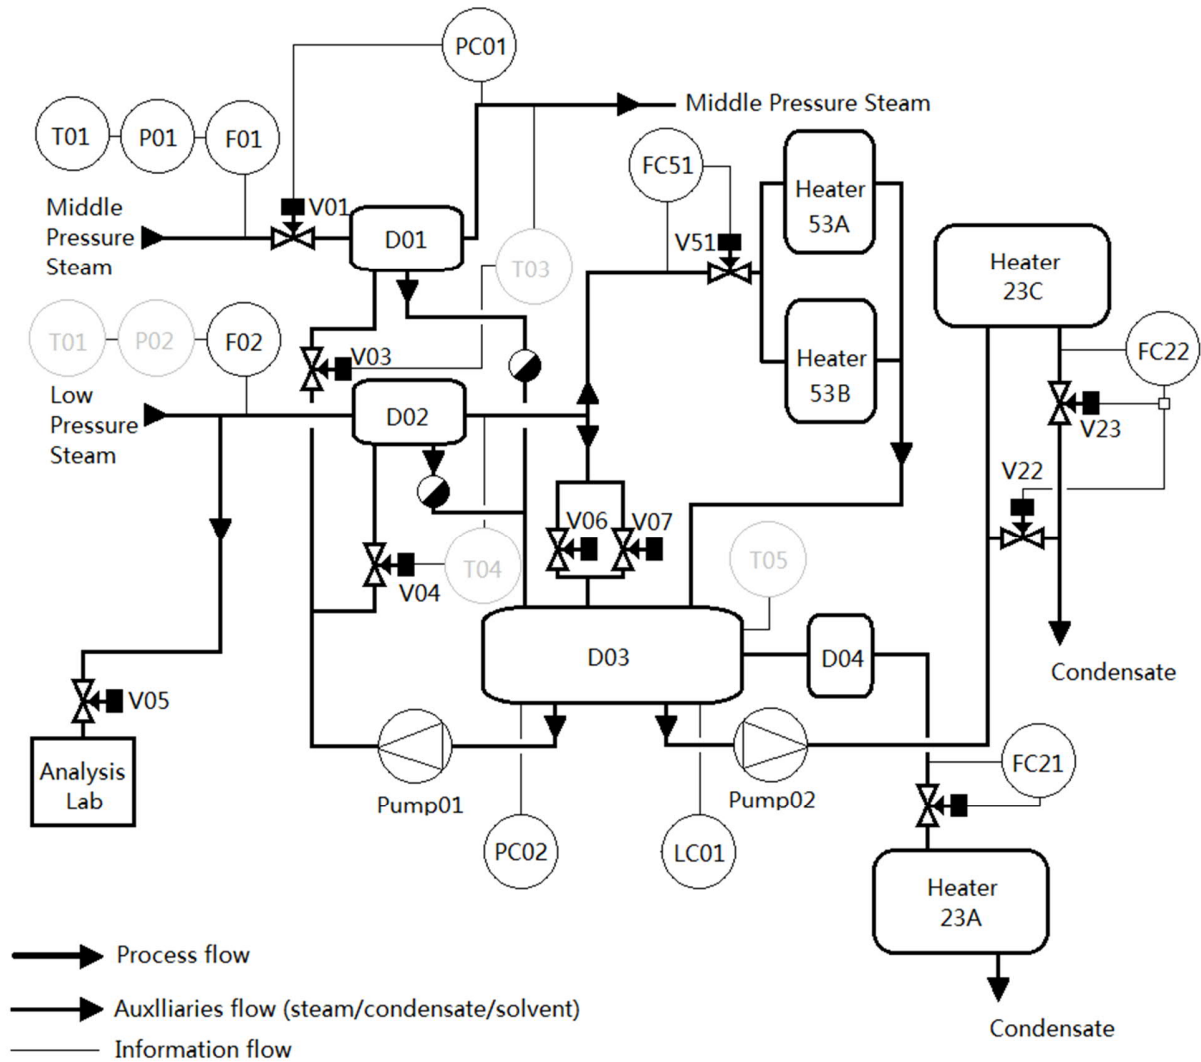 PC01
Middle Pressure Steam
T01
P01
F01
FC51
Heater
53A
Middle
Pressure
Steam
V01
D01
V51
T03
Heater
23C
T01
P02
F02
V03
Heater
53B
FC22
Low
Pressure
Steam
D02
V23
V22
V06
V07
T04
T05
V04
D03
D04
Condensate
V05
Analysis
Lab
Pump01
Pump02
FC21
PC02
LC01
Heater
23A
Process flow
Auxlliaries flow (steam/condensate/solvent)
Condensate
Information flow